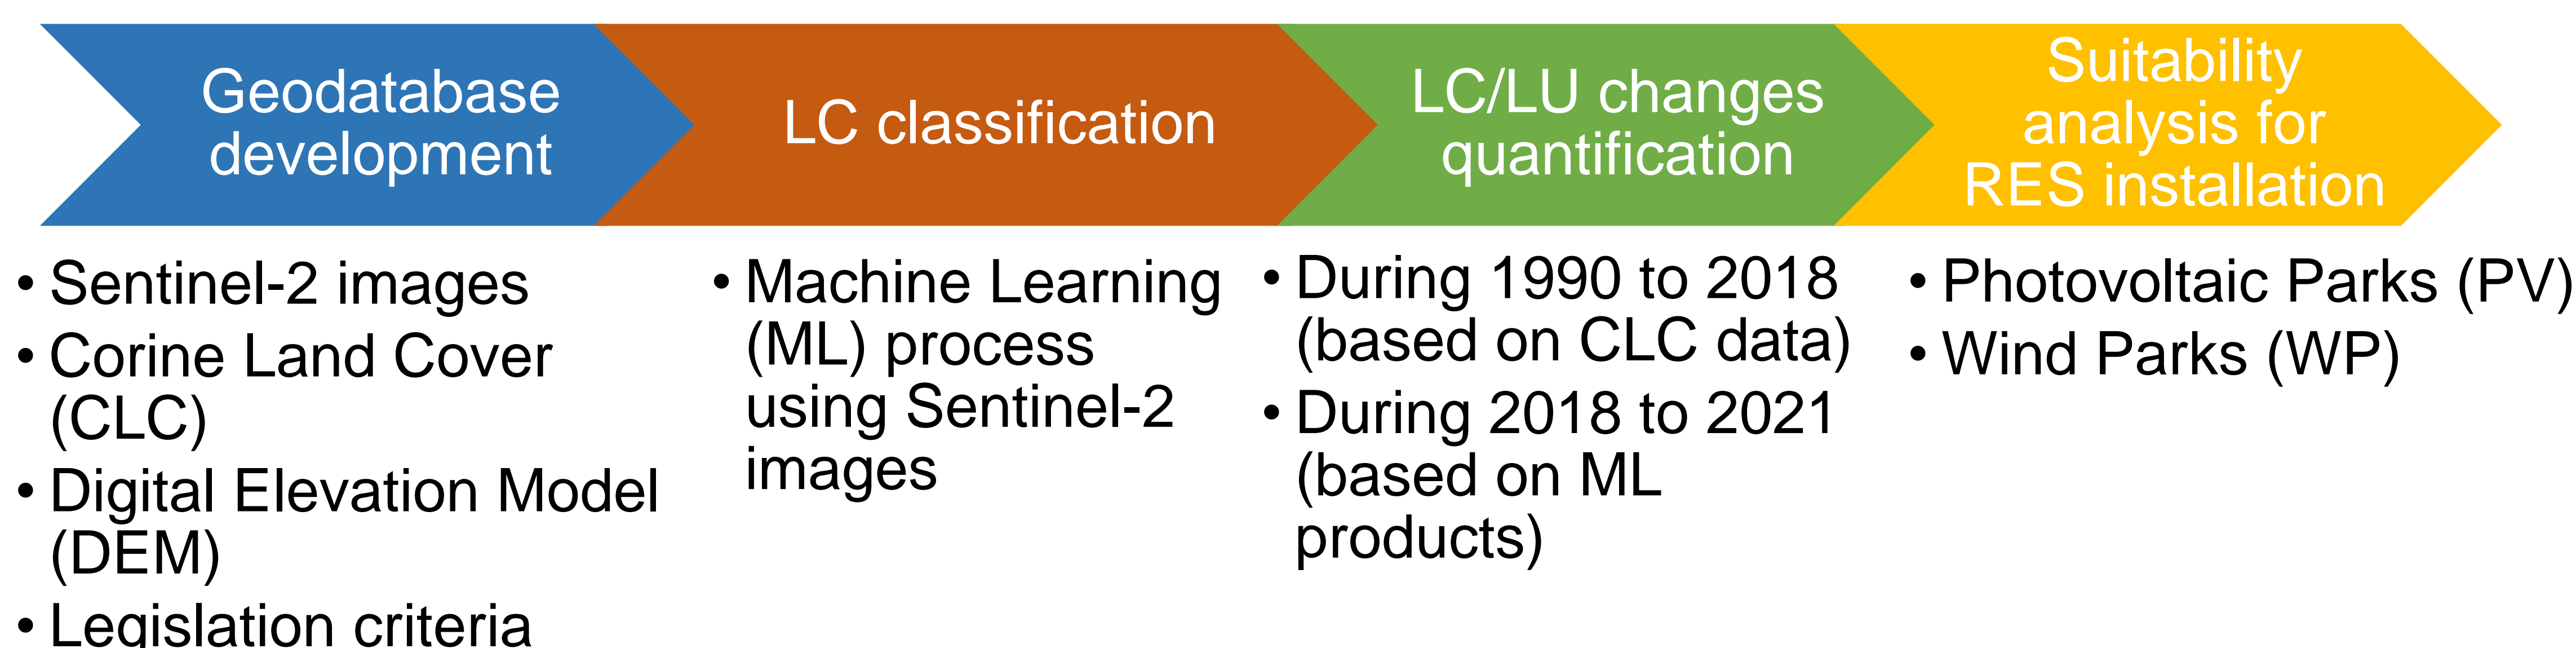 Geodatabase
development
LC classification
LC/LU changes
quantification
Suitability
analysis for
RES installation
• Sentinel-2 images
• Corine Land Cover
(CLC)
• Digital Elevation Model
(DEM)
• Legislation criteria
• Machine Learning
(ML) process
using Sentinel-2
images
• During 1990 to 2018
(based on CLC data)
• During 2018 to 2021
(based on ML
products)
• Photovoltaic Parks (PV)
• Wind Parks (WP)